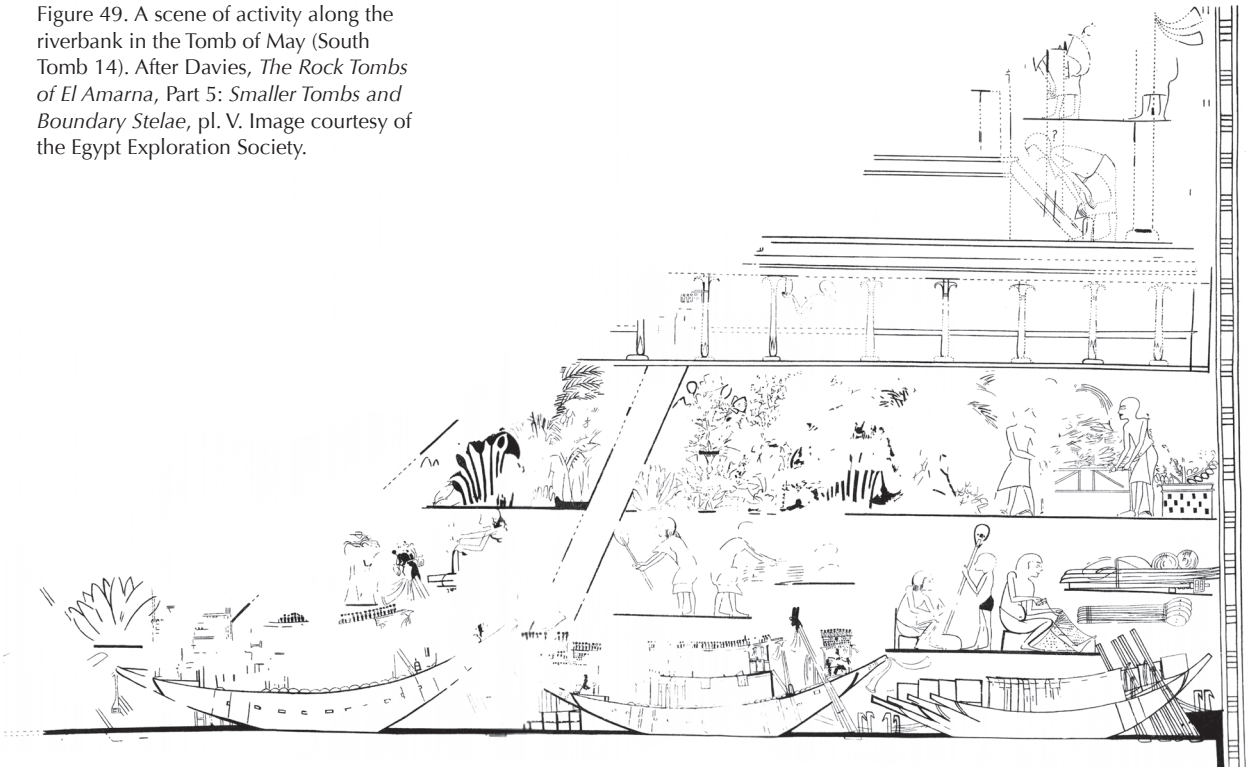 Figure 49. A scene of activity along the
riverbank in the Tomb of May (South
Tomb 14). After Davies, The Rock Tombs
of El Amarna, Part 5: Smaller Tombs and
Boundary Stelae, pl. V. Image courtesy of
the Egypt Exploration Society.
?